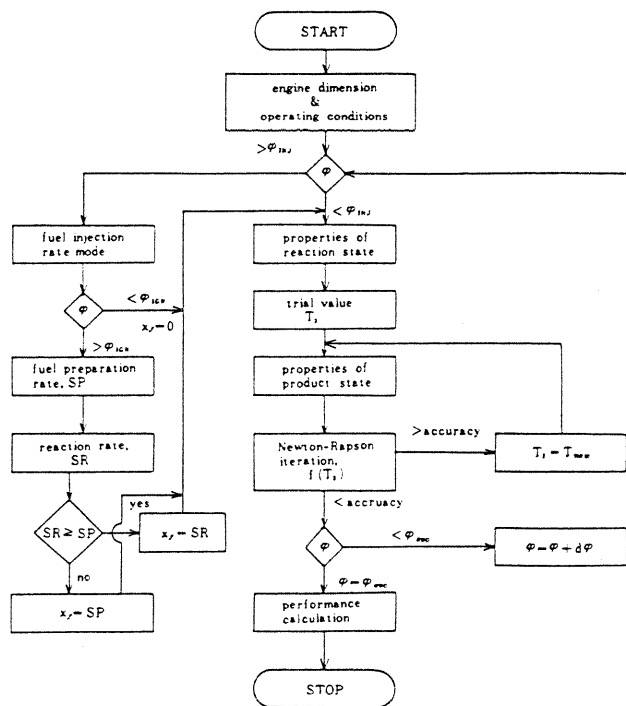 START
engine dimension
&
operating conditions
>φINJ
φ
<φINJ
fuel injection
rate mode
properties of
reaction state
φ
<φIGN
x𝑓=0
trial value
T₂
>φIGN
fuel preparation
rate, SP
properties of
product state
reaction rate,
SR
Newton-Rapson
iteration,
f(T₂)
>accuracy
T₂=Tnew
<accruacy
yes
SR≥SP
x𝑓=SR
φ
<φevc
φ=φ+dφ
no
φ=φevc
x𝑓=SP
performance
calculation
STOP